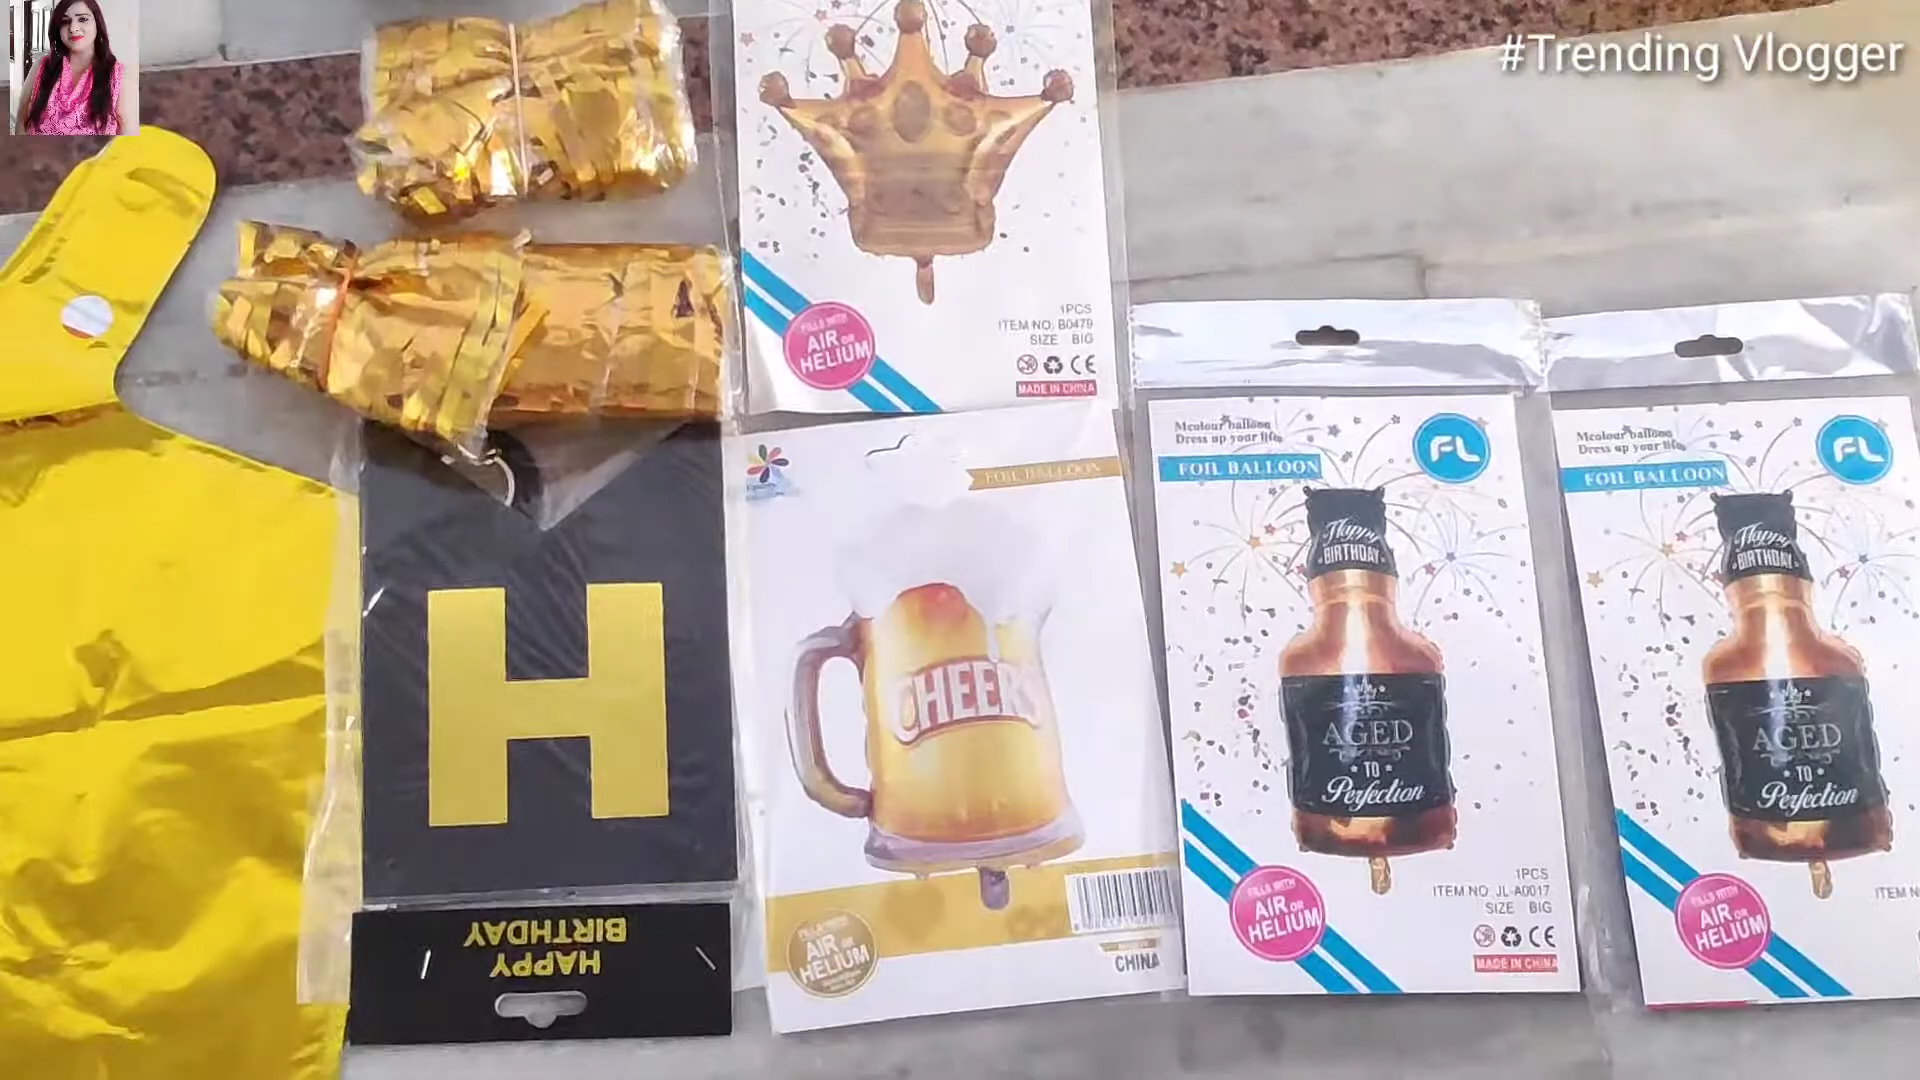 #Trending Vlogger
FILLS WITH
AIR OR
HELIUM
1PCS
ITEM NO: B0479
SIZE BIG
CE
MADE IN CHINA
H
HAPPY
BIRTHDAY
FOIL BALLOON
CHEERS
AIR OR
HELIUM
CHINA
Mcolour balloon
Dress up your life
FL
FOIL BALLOON
Happy
BIRTHDAY
AGED
TO
Perfection
FILLS WITH
AIR OR
HELIUM
1PCS
ITEM NO: JL-A0017
SIZE BIG
CE
MADE IN CHINA
Mcolour balloon
Dress up your life
FL
FOIL BALLOON
Happy
BIRTHDAY
AGED
TO
Perfection
FILLS WITH
AIR OR
HELIUM
ITEM N